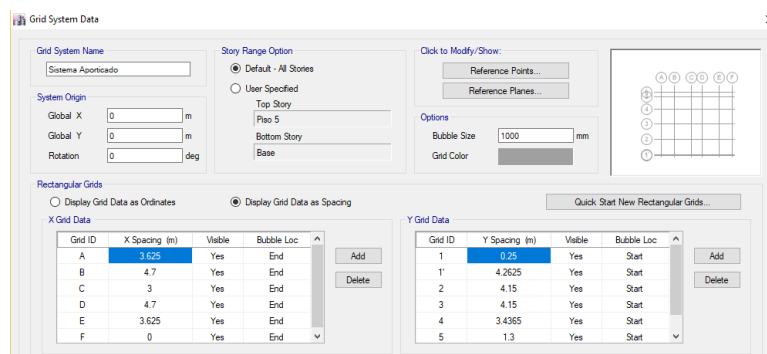 Grid System Data
Grid System Name
Sistema Aporticado
Story Range Option
Default - All Stories
User Specified
Top Story
Piso 5
Bottom Story
Base
Click to Modify/Show:
Reference Points...
Reference Planes...
System Origin
Global X 0 m
Global Y 0 m
Rotation 0 deg
Options
Bubble Size 1000 mm
Grid Color
A B C D E F
4
3
2
1
Rectangular Grids
Display Grid Data as Ordinates
Display Grid Data as Spacing
Quick Start New Rectangular Grids...
X Grid Data
Grid ID X Spacing (m) Visible Bubble Loc
A 3.625 Yes End
B 4.7 Yes End
C 3 Yes End
D 4.7 Yes End
E 3.625 Yes End
F 0 Yes End
Add
Delete
Y Grid Data
Grid ID Y Spacing (m) Visible Bubble Loc
1 0.25 Yes Start
1' 4.2625 Yes Start
2 4.15 Yes Start
3 4.15 Yes Start
4 3.4365 Yes Start
5 1.3 Yes Start
Add
Delete